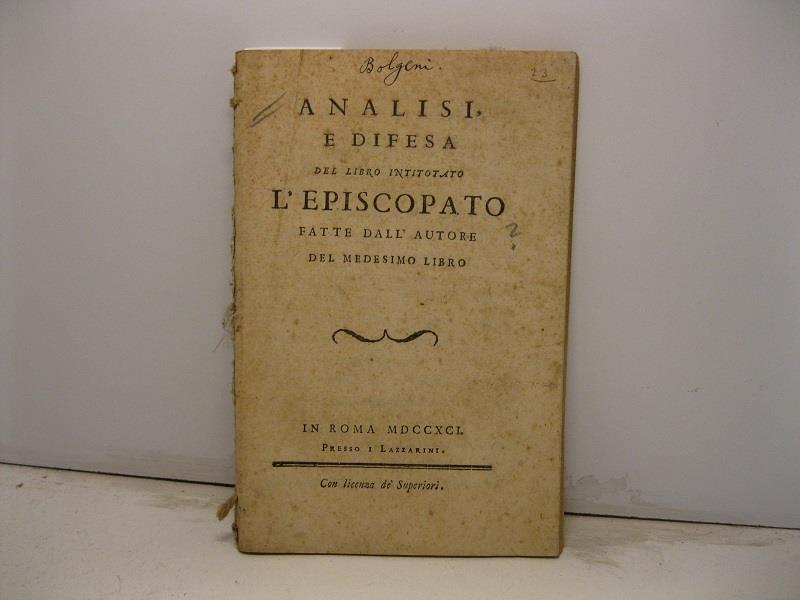 Bolgeni.
23
ANALISI,
E DIFESA
DEL LIBRO INTITOTATO
L'EPISCOPATO
FATTE DALL' AUTORE
?
DEL MEDESIMO LIBRO
IN ROMA MDCCXCI.
PRESSO I LAZZARINI.
Con licenza de' Superiori.